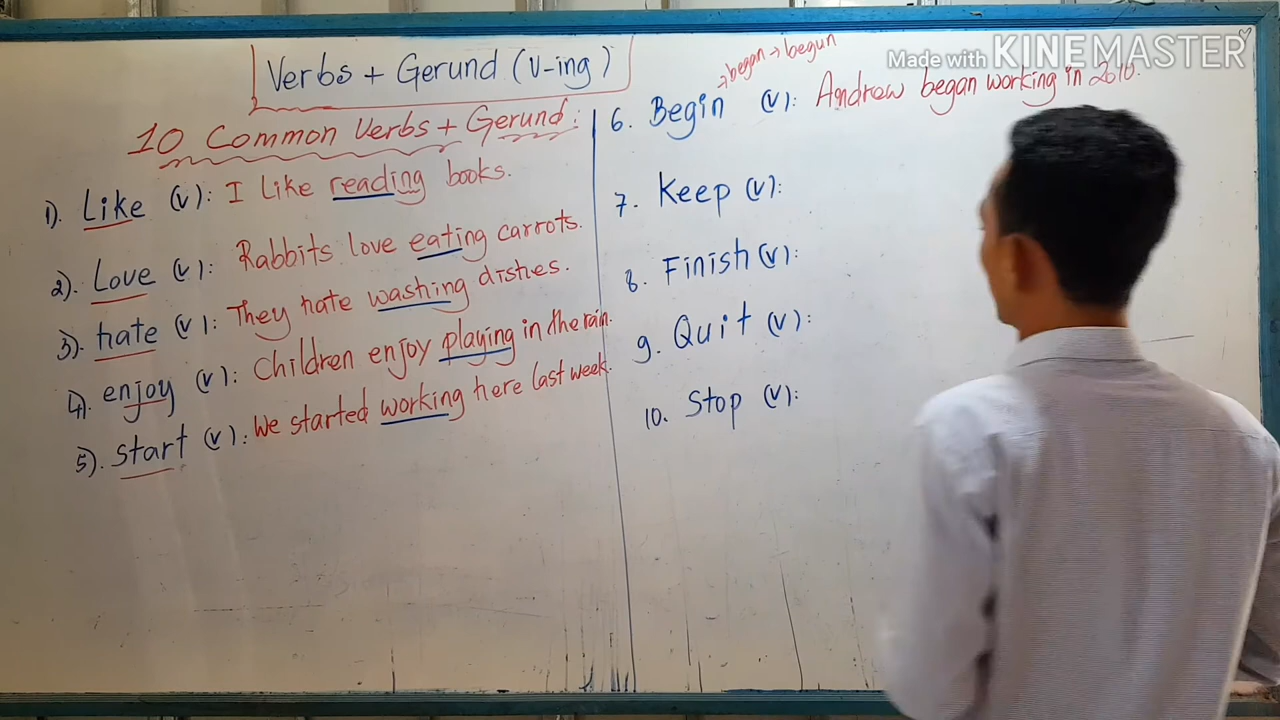 Made with KINEMASTER
Verbs + Gerund (V-ing)
10 Common Verbs + Gerund:
1). Like (v): I like reading books.
2). Love (v): Rabbits love eating carrots.
3). hate (v): They hate washing dishes.
4). enjoy (v): Children enjoy playing in the rain.
5). start (v): We started working here last week.
→ began → begun
6. Begin (v): Andrew began working in 2010.
7. Keep (v):
8. Finish (v):
9. Quit (v):
10. Stop (v):